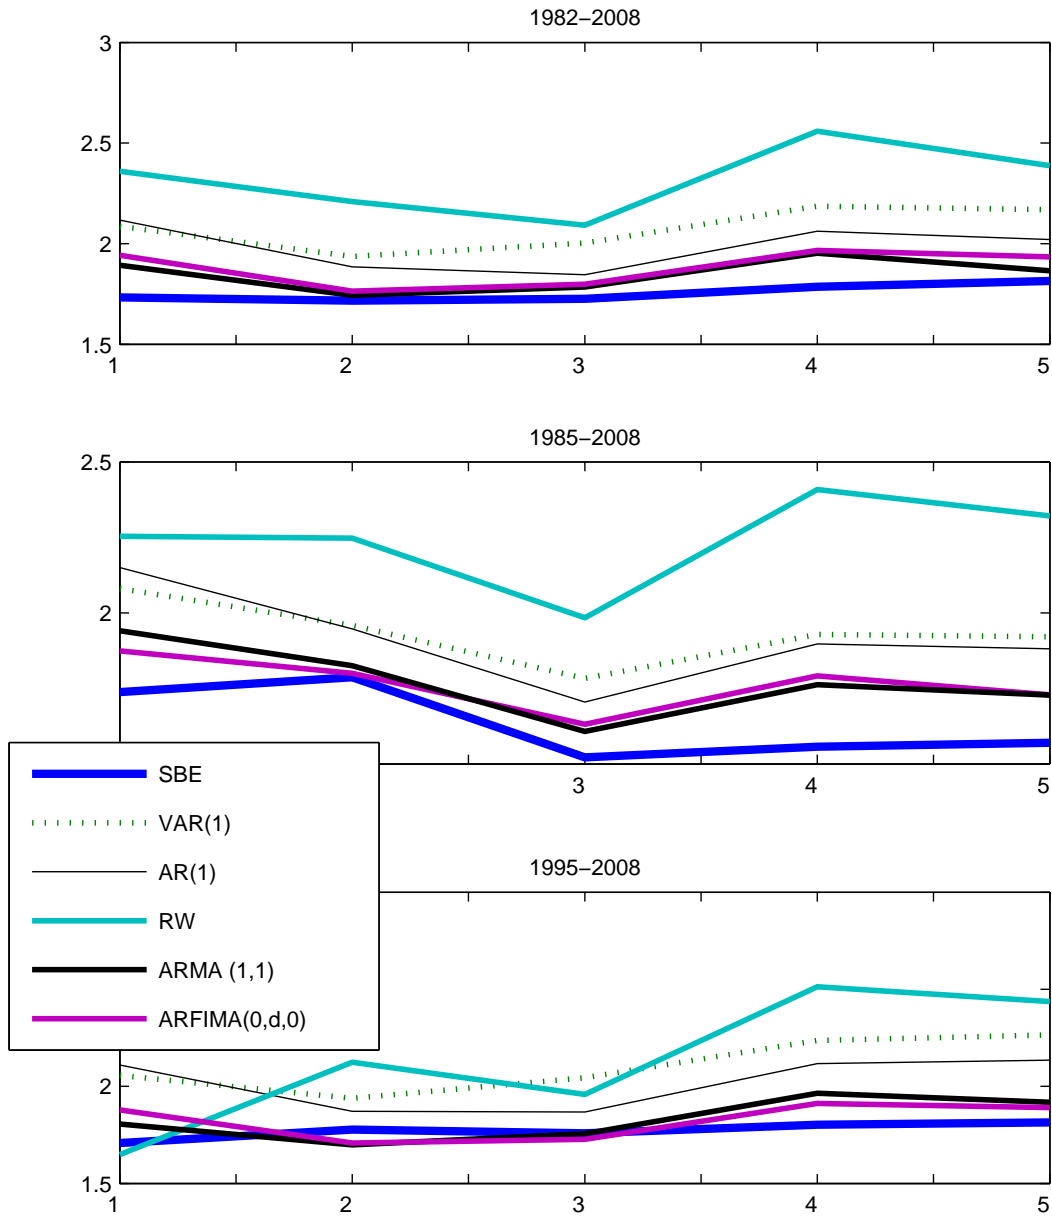 1982−2008
3
2.5
2
1.5
1 2 3 4 5
1985−2008
2.5
2
3 4 5
SBE
VAR(1)
AR(1)
RW
ARMA (1,1)
ARFIMA(0,d,0)
1995−2008
2
1.5
1 2 3 4 5